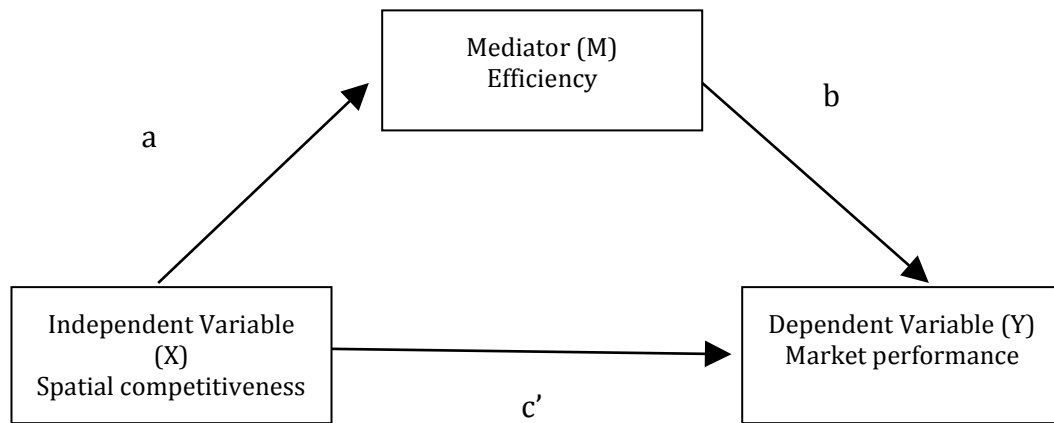 Mediator (M)
Efficiency
b
a
Independent Variable
(X)
Spatial competitiveness
Dependent Variable (Y)
Market performance
c’